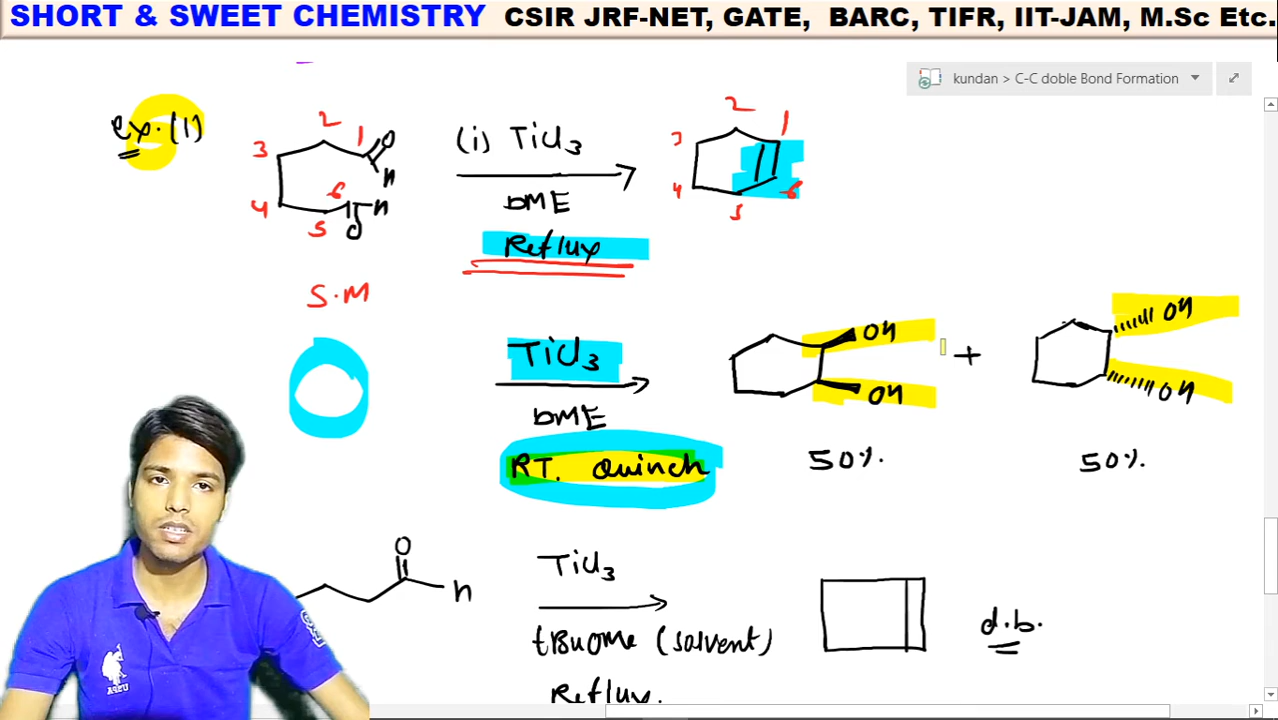 SHORT & SWEET CHEMISTRY CSIR JRF-NET, GATE, BARC, TIFR, IIT-JAM, M.Sc Etc.
kundan > C-C doble Bond Formation
ex. (1)
1 2 3 4 5 6
O
H
H
O
(i) TiCl3
DME
Reflux
1 2 3 4 5 6
S.M
TiCl3
DME
RT. Quinch
OH
OH
50%.
+
OH
OH
50%.
O
H
TiCl3
tBuOMe (solvent)
Reflux.
d.b.